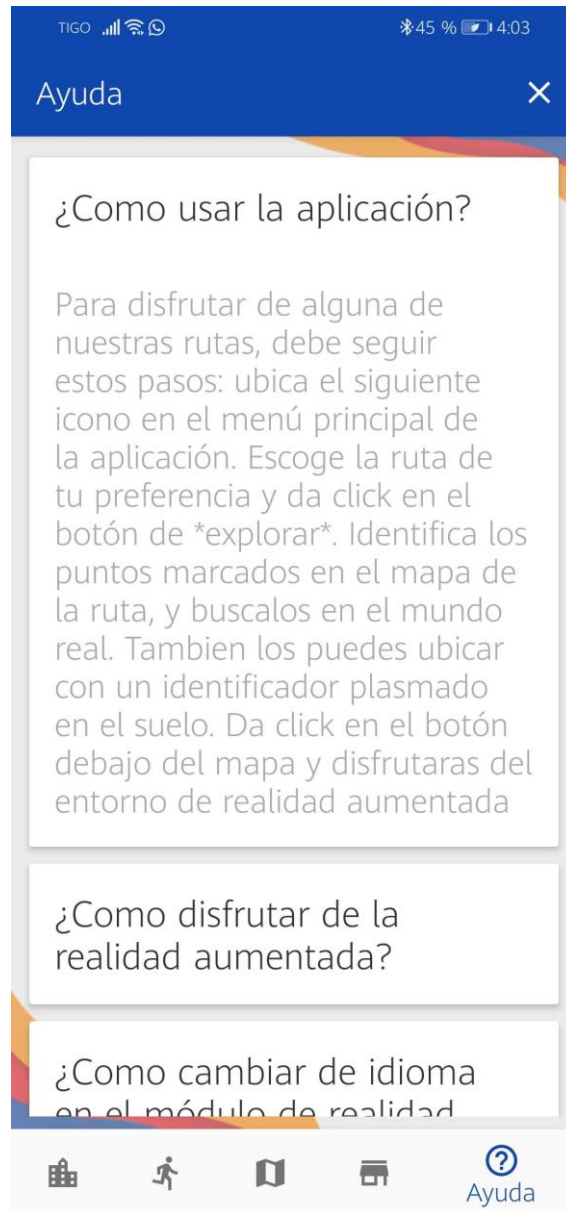 TIGO 45 % 4:03
Ayuda
¿Como usar la aplicación?
Para disfrutar de alguna de
nuestras rutas, debe seguir
estos pasos: ubica el siguiente
icono en el menú principal de
la aplicación. Escoge la ruta de
tu preferencia y da click en el
botón de *explorar*. Identifica los
puntos marcados en el mapa de
la ruta, y buscalos en el mundo
real. Tambien los puedes ubicar
con un identificador plasmado
en el suelo. Da click en el botón
debajo del mapa y disfrutaras del
entorno de realidad aumentada
¿Como disfrutar de la
realidad aumentada?
¿Como cambiar de idioma
en el módulo de realidad
Ayuda